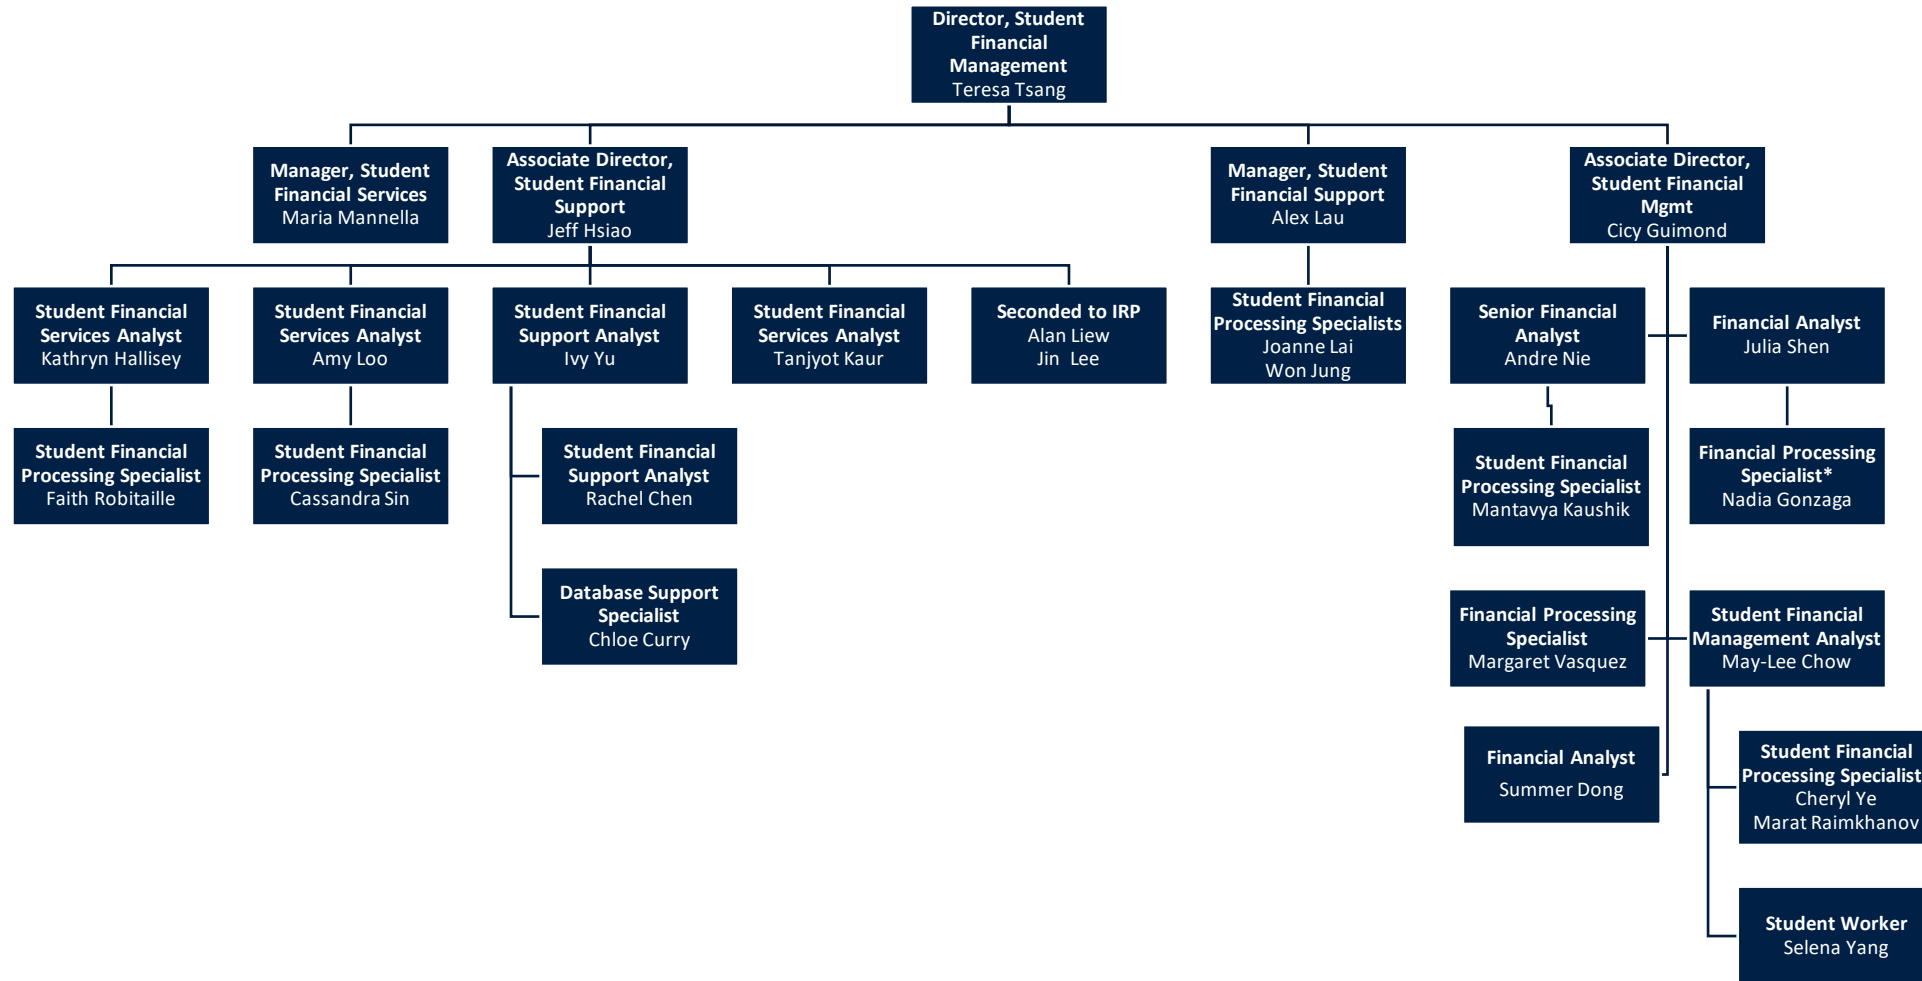 Director, Student
Financial
Management
Teresa Tsang
Manager, Student
Financial Services
Maria Mannella
Associate Director,
Student Financial
Support
Jeff Hsiao
Manager, Student
Financial Support
Alex Lau
Associate Director,
Student Financial
Mgmt
Cicy Guimond
Student Financial
Services Analyst
Kathryn Hallisey
Student Financial
Services Analyst
Amy Loo
Student Financial
Support Analyst
Ivy Yu
Student Financial
Services Analyst
Tanjyot Kaur
Seconded to IRP
Alan Liew
Jin Lee
Student Financial
Processing Specialists
Joanne Lai
Won Jung
Senior Financial
Analyst
Andre Nie
Financial Analyst
Julia Shen
Student Financial
Processing Specialist
Faith Robitaille
Student Financial
Processing Specialist
Cassandra Sin
Student Financial
Support Analyst
Rachel Chen
Student Financial
Processing Specialist
Mantavya Kaushik
Financial Processing
Specialist*
Nadia Gonzaga
Database Support
Specialist
Chloe Curry
Financial Processing
Specialist
Margaret Vasquez
Student Financial
Management Analyst
May-Lee Chow
Financial Analyst
Summer Dong
Student Financial
Processing Specialist
Cheryl Ye
Marat Raimkhanov
Student Worker
Selena Yang